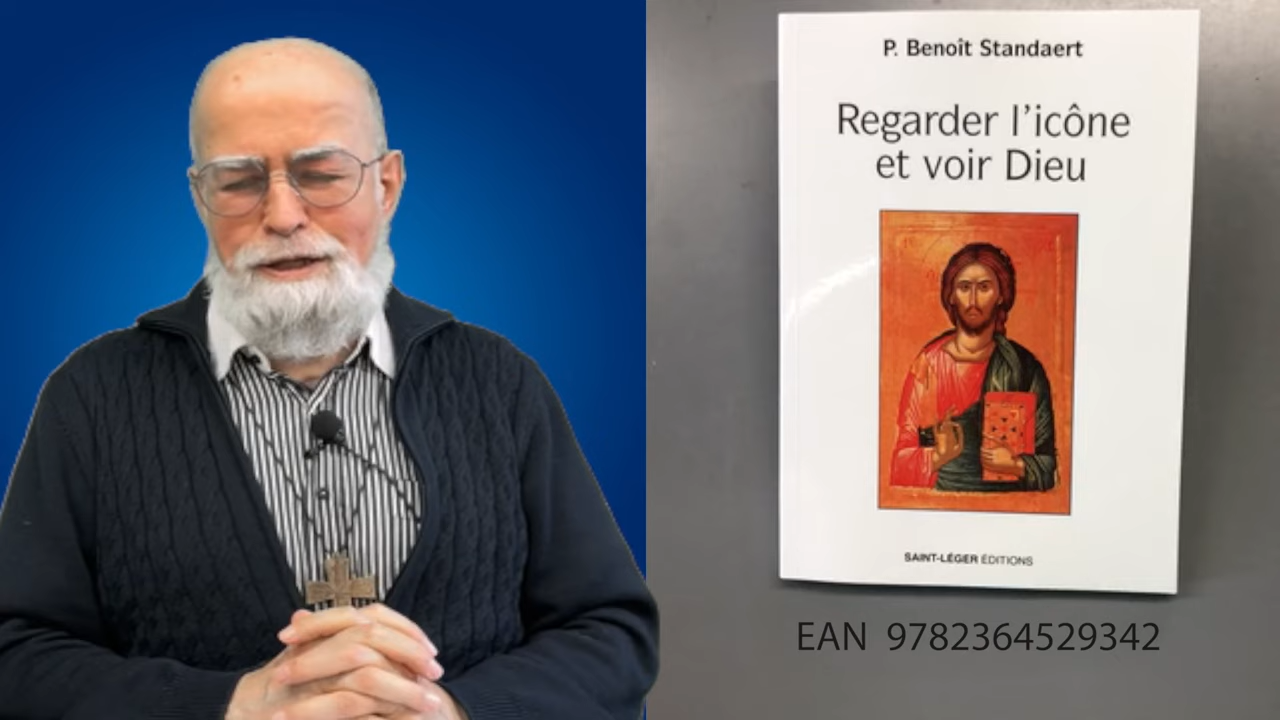 P. Benoît Standaert
Regarder l'icône
et voir Dieu
SAINT-LÉGER ÉDITIONS
EAN 9782364529342